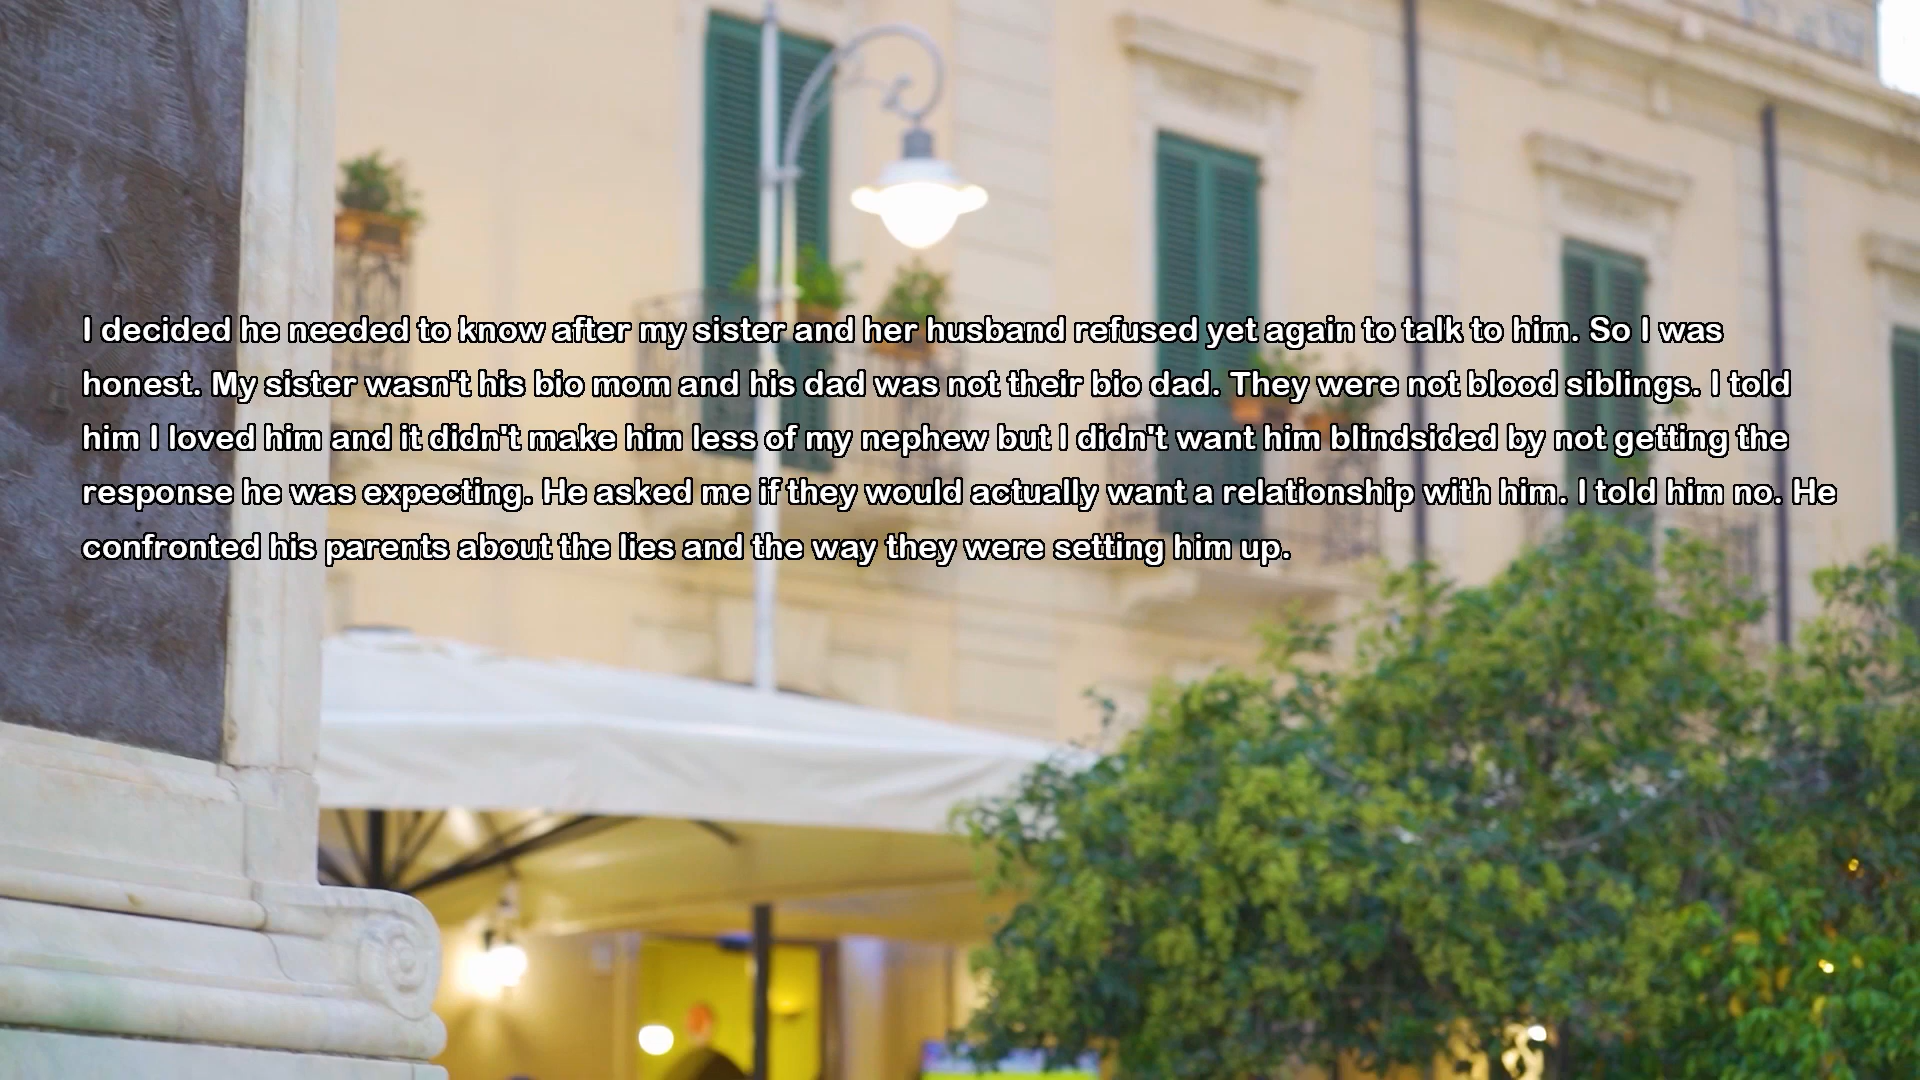 I decided he needed to know after my sister and her husband refused yet again to talk to him. So I was
honest. My sister wasn't his bio mom and his dad was not their bio dad. They were not blood siblings. I told
him I loved him and it didn't make him less of my nephew but I didn't want him blindsided by not getting the
response he was expecting. He asked me if they would actually want a relationship with him. I told him no. He
confronted his parents about the lies and the way they were setting him up.